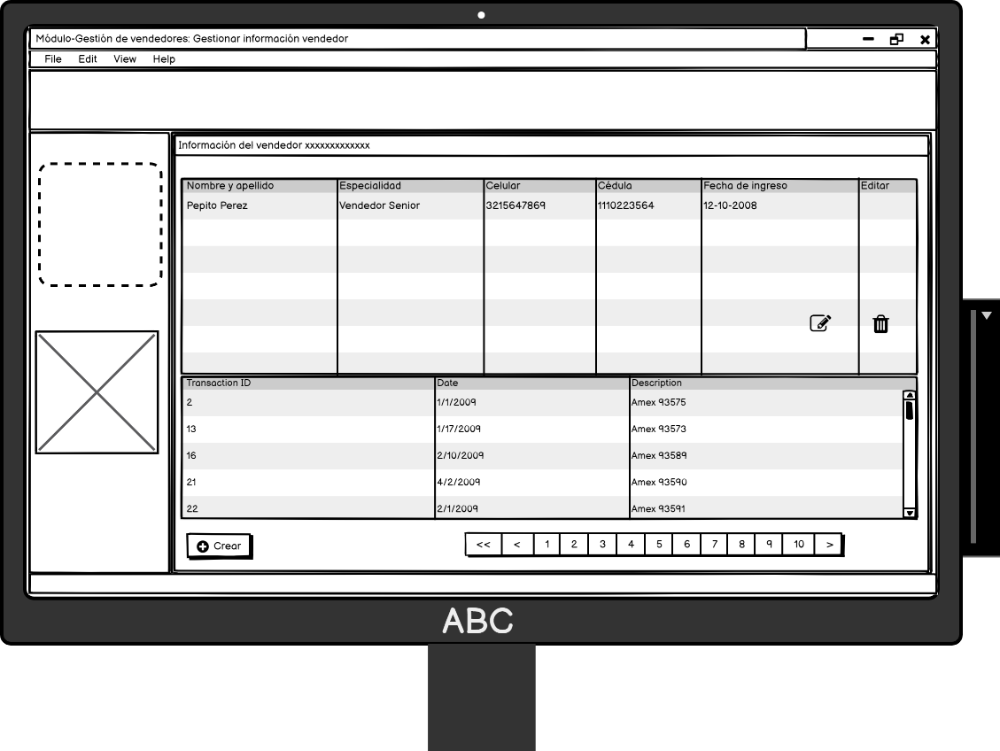 Módulo-Gestión de vendedores: Gestionar información vendedor
File Edit View Help
Información del vendedor xxxxxxxxxxxxx
Nombre y apellido Especialidad Celular Cédula Fecha de ingreso Editar
Pepito Perez Vendedor Senior 3215647869 1110223564 12-10-2008
Transaction ID Date Description
2 1/1/2009 Amex 93575
13 1/17/2009 Amex 93573
16 2/10/2009 Amex 93589
21 4/2/2009 Amex 93590
22 2/1/2009 Amex 93591
Crear << < 1 2 3 4 5 6 7 8 9 10 >
ABC